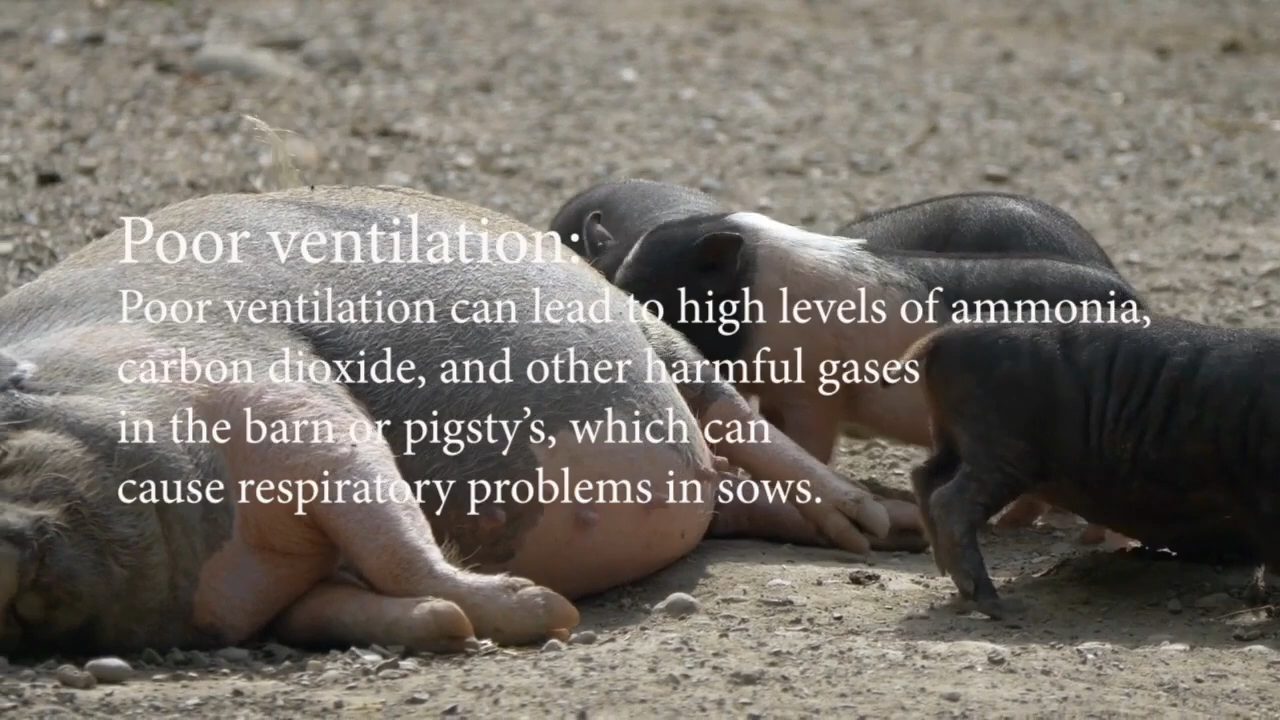 Poor ventilation:
Poor ventilation can lead to high levels of ammonia,
carbon dioxide, and other harmful gases
in the barn or pigsty’s, which can
cause respiratory problems in sows.